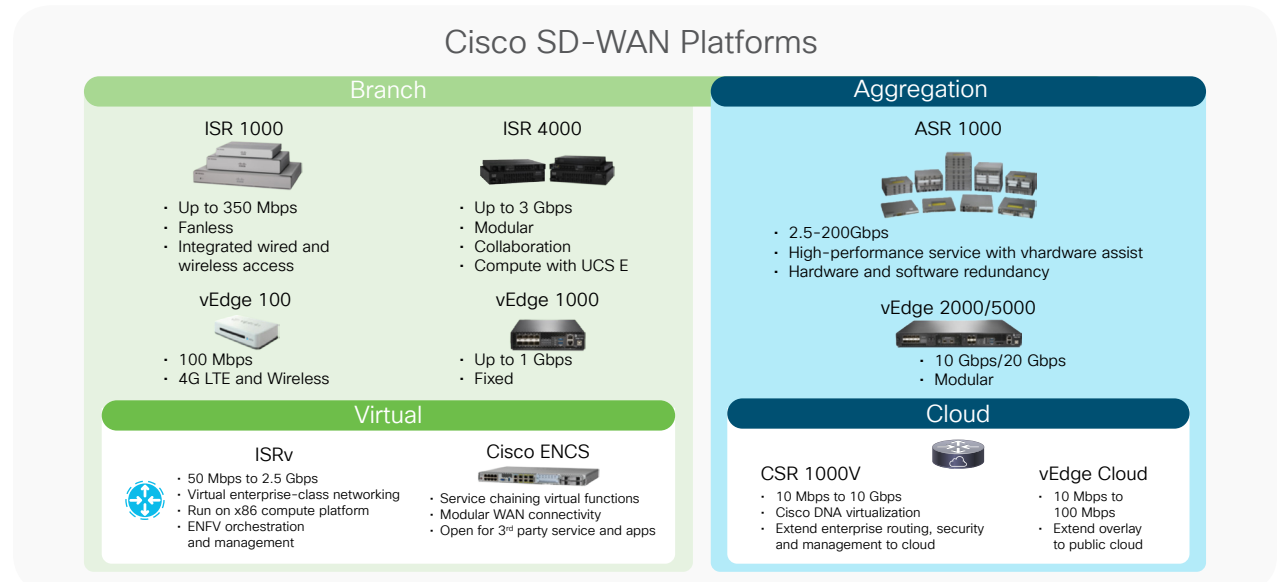 Cisco SD-WAN Platforms
Branch
ISR 1000
· Up to 350 Mbps
· Fanless
· Integrated wired and
wireless access
ISR 4000
· Up to 3 Gbps
· Modular
· Collaboration
· Compute with UCS E
vEdge 100
· 100 Mbps
· 4G LTE and Wireless
vEdge 1000
· Up to 1 Gbps
· Fixed
Virtual
ISRv
· 50 Mbps to 2.5 Gbps
· Virtual enterprise-class networking
· Run on x86 compute platform
· ENFV orchestration
and management
Cisco ENCS
· Service chaining virtual functions
· Modular WAN connectivity
· Open for 3rd party service and apps
Aggregation
ASR 1000
· 2.5-200Gbps
· High-performance service with vhardware assist
· Hardware and software redundancy
vEdge 2000/5000
· 10 Gbps/20 Gbps
· Modular
Cloud
CSR 1000V
· 10 Mbps to 10 Gbps
· Cisco DNA virtualization
· Extend enterprise routing, security
and management to cloud
vEdge Cloud
· 10 Mbps to
100 Mbps
· Extend overlay
to public cloud